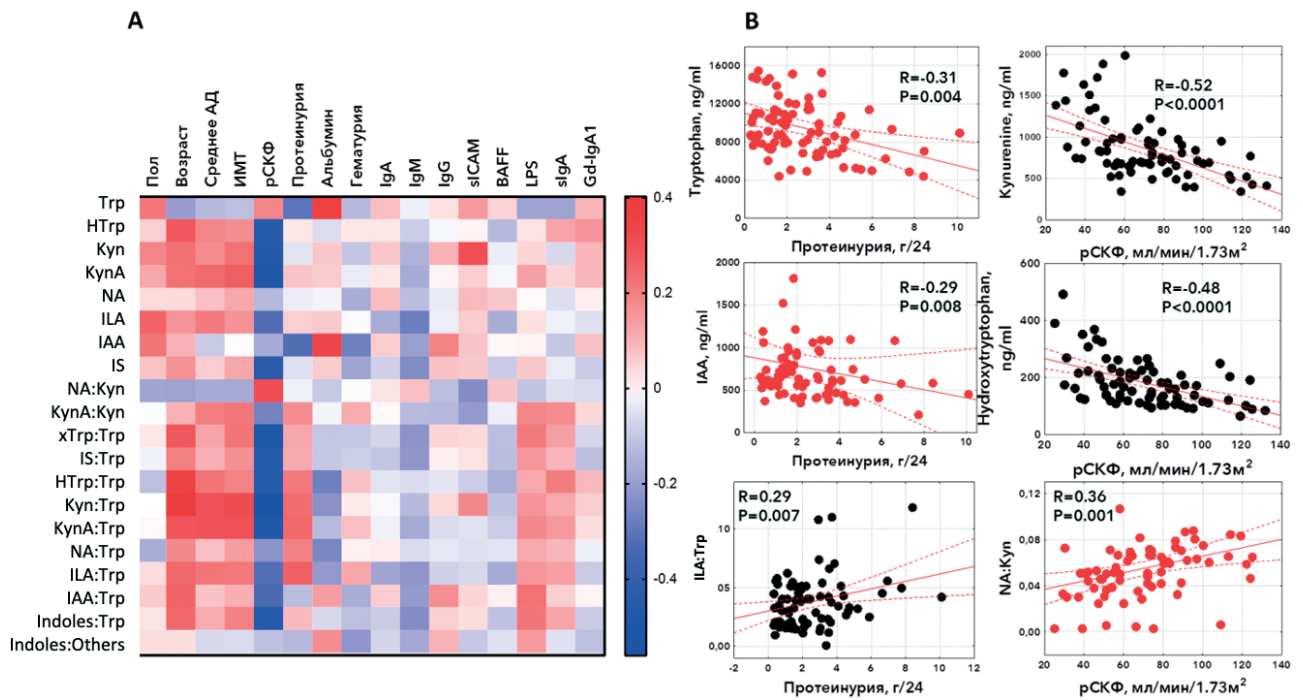 A
Пол
Возраст
Среднее АД
ИМТ
рСКФ
Протеинурия
Альбумин
Гематурия
IgA
IgM
IgG
sICAM
BAFF
LPS
sIgA
Gd-IgA1
Trp
HTrp
Kyn
KynA
NA
ILA
IAA
IS
NA:Kyn
KynA:Kyn
xTrp:Trp
IS:Trp
HTrp:Trp
Kyn:Trp
KynA:Trp
NA:Trp
ILA:Trp
IAA:Trp
Indoles:Trp
Indoles:Others
0.4
0.2
0
-0.2
-0.4
B
Tryptophan, ng/ml
16000
12000
8000
4000
0
R=-0.31
P=0.004
0 2 4 6 8 10
Протеинурия, г/24
Kynurenine, ng/ml
2000
1500
1000
500
0
R=-0.52
P<0.0001
20 40 60 80 100 120 140
рСКФ, мл/мин/1.73м²
IAA, ng/ml
2000
1500
1000
500
0
R=-0.29
P=0.008
0 2 4 6 8 10
Протеинурия, г/24
Hydroxytryptophan,
ng/ml
600
400
200
0
R=-0.48
P<0.0001
20 40 60 80 100 120 140
рСКФ, мл/мин/1.73м²
ILA:Trp
10
05
0,00
R=0.29
P=0.007
-2 0 2 4 6 8 10 12
Протеинурия, г/24
NA:Kyn
0,12
0,08
0,04
0,00
R=0.36
P=0.001
20 40 60 80 100 120 140
рСКФ, мл/мин/1.73м²